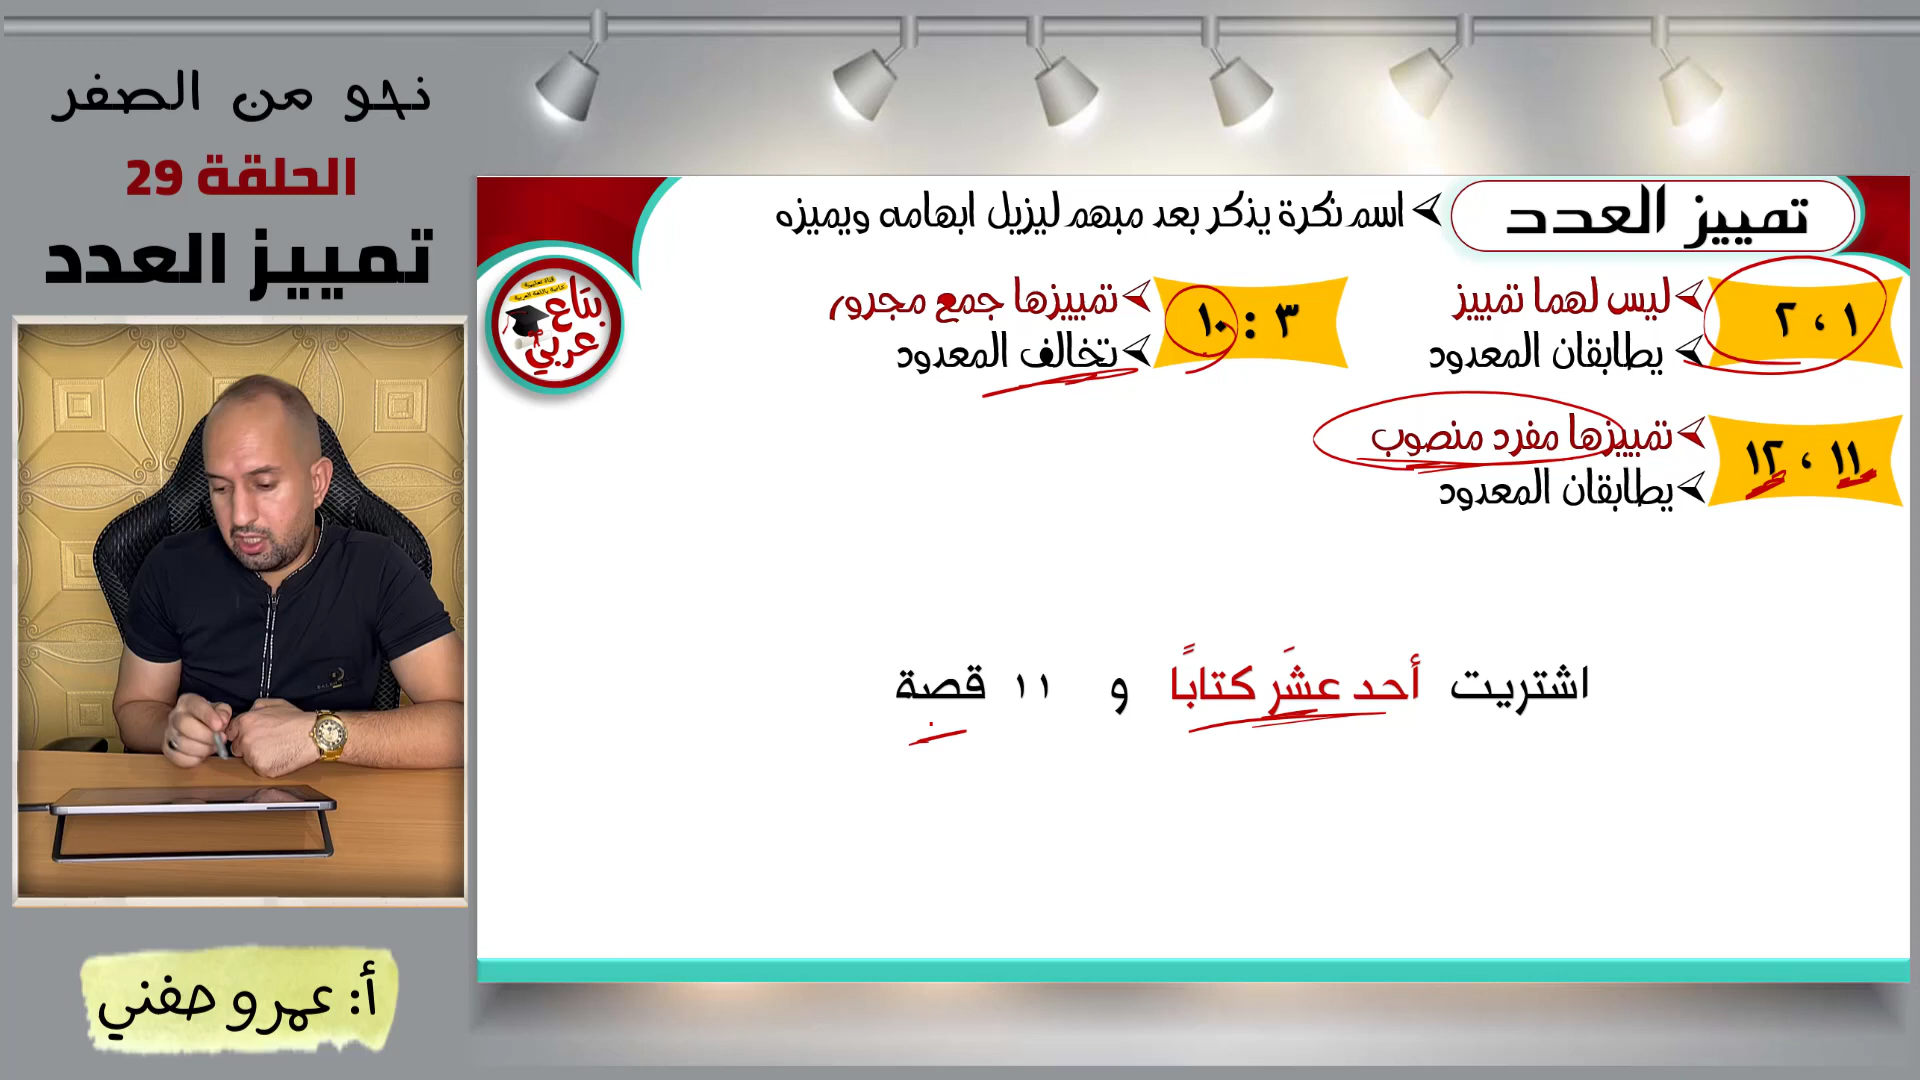 نحو من الصفر
الحلقة 29
تمييز العدد
أ: عمرو حفني
تمييز العدد
اسم نكرة يذكر بعد مبهم ليزيل ابهامه ويميزه
١ ، ٢
ليس لهما تمييز
يطابقان المعدود
٣ : ١٠
تمييزها جمع مجرور
تخالف المعدود
بتاع عربي
١١ ، ١٢
تمييزها مفرد منصوب
يطابقان المعدود
اشتريت أحد عشَر كتابًا و ١١ قصة